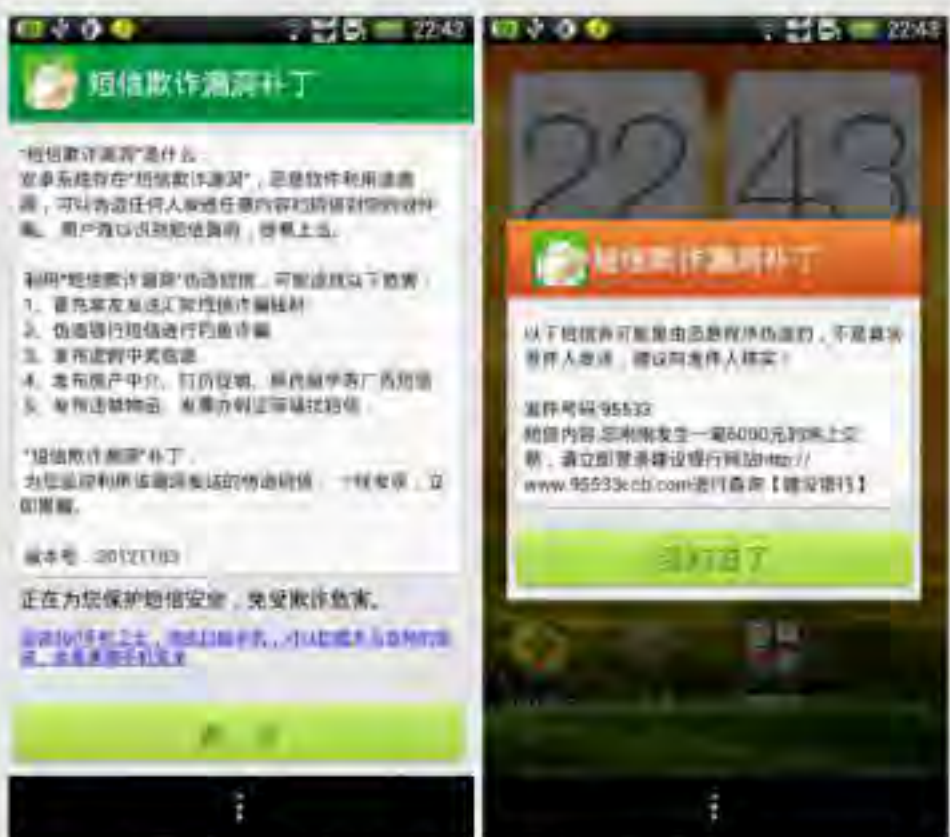 22:43
短信欺诈漏洞补丁
"短信欺诈漏洞"是什么
安卓系统存在"短信欺诈漏洞"，恶意软件利用该漏
洞，可以伪造任何人发送任意内容的短信到您的收件
箱。用户难以识别短信真伪，容易上当。
利用"短信欺诈漏洞"伪造短信，可能造成以下危害：
1、冒充亲友发送汇款短信诈骗钱财
2、伪造银行短信进行钓鱼诈骗
3、发布虚假中奖信息
4、发布房产中介、打折促销、移民留学等广告短信
5、发布违禁物品、发票办假证等骚扰短信
"短信欺诈漏洞"补丁：
为您监控利用该漏洞发送的伪造短信，一经发现，立
即提醒。
版本号：20121103
正在为您保护短信安全，免受欺诈危害。
22:43
22 43
短信欺诈漏洞补丁
以下短信有可能是由恶意程序伪造的，不是真实
发件人发送，建议向发件人核实！
发件号码:95533
短信内容:您刚刚发生一笔6000元的网上交
易，请立即登录建设银行网站http://
www.95533ccb.com进行查询【建设银行】
我知道了